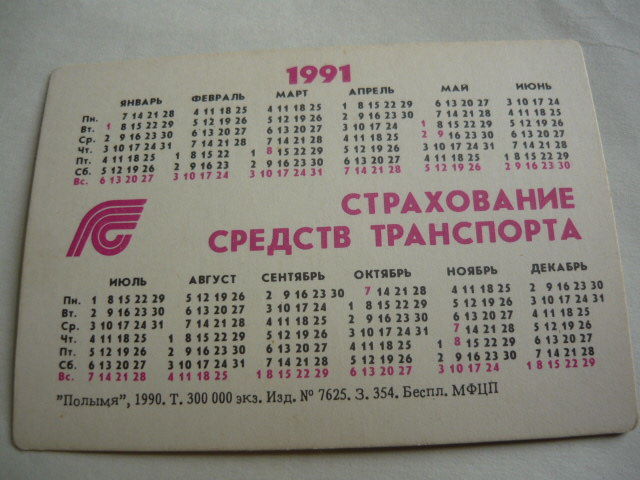 1991
ЯНВАРЬ ФЕВРАЛЬ МАРТ АПРЕЛЬ МАЙ ИЮНЬ
Пн. 7 14 21 28 4 11 18 25 4 11 18 25 1 8 15 22 29 6 13 20 27 3 10 17 24
Вт. 1 8 15 22 29 5 12 19 26 5 12 19 26 2 9 16 23 30 7 14 21 28 4 11 18 25
Ср. 2 9 16 23 30 6 13 20 27 6 13 20 27 3 10 17 24 1 8 15 22 29 5 12 19 26
Чт. 3 10 17 24 31 7 14 21 28 7 14 21 28 4 11 18 25 2 9 16 23 30 6 13 20 27
Пт. 4 11 18 25 1 8 15 22 1 8 15 22 29 5 12 19 26 3 10 17 24 31 7 14 21 28
Сб. 5 12 19 26 2 9 16 23 2 9 16 23 30 6 13 20 27 4 11 18 25 1 8 15 22 29
Вс. 6 13 20 27 3 10 17 24 3 10 17 24 31 7 14 21 28 5 12 19 26 2 9 16 23 30
СТРАХОВАНИЕ
СРЕДСТВ ТРАНСПОРТА
ИЮЛЬ АВГУСТ СЕНТЯБРЬ ОКТЯБРЬ НОЯБРЬ ДЕКАБРЬ
Пн. 1 8 15 22 29 5 12 19 26 2 9 16 23 30 7 14 21 28 4 11 18 25 2 9 16 23 30
Вт. 2 9 16 23 30 6 13 20 27 3 10 17 24 1 8 15 22 29 5 12 19 26 3 10 17 24 31
Ср. 3 10 17 24 31 7 14 21 28 4 11 18 25 2 9 16 23 30 6 13 20 27 4 11 18 25
Чт. 4 11 18 25 1 8 15 22 29 5 12 19 26 3 10 17 24 31 7 14 21 28 5 12 19 26
Пт. 5 12 19 26 2 9 16 23 30 6 13 20 27 4 11 18 25 1 8 15 22 29 6 13 20 27
Сб. 6 13 20 27 3 10 17 24 31 7 14 21 28 5 12 19 26 2 9 16 23 30 7 14 21 28
Вс. 7 14 21 28 4 11 18 25 1 8 15 22 29 6 13 20 27 3 10 17 24 1 8 15 22 29
"Полымя", 1990. Т. 300 000 экз. Изд. № 7625. З. 354. Беспл. МФЦП